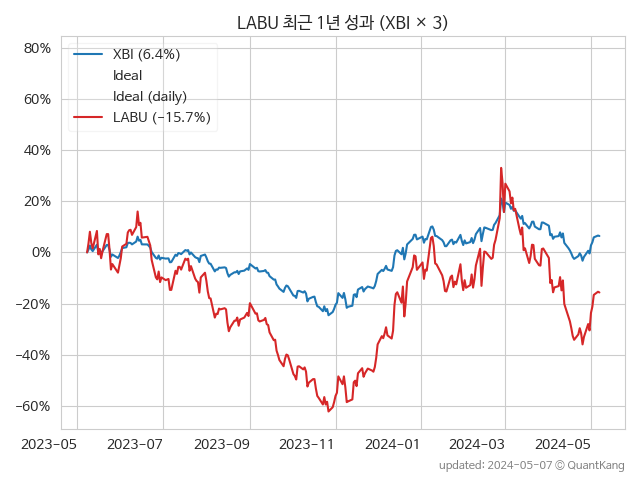 LABU 최근 1년 성과 (XBI × 3)
80%
60%
40%
20%
0%
−20%
−40%
−60%
XBI (6.4%)
Ideal
Ideal (daily)
LABU (−15.7%)
2023-05
2023-07
2023-09
2023-11
2024-01
2024-03
2024-05
updated: 2024-05-07 © QuantKang